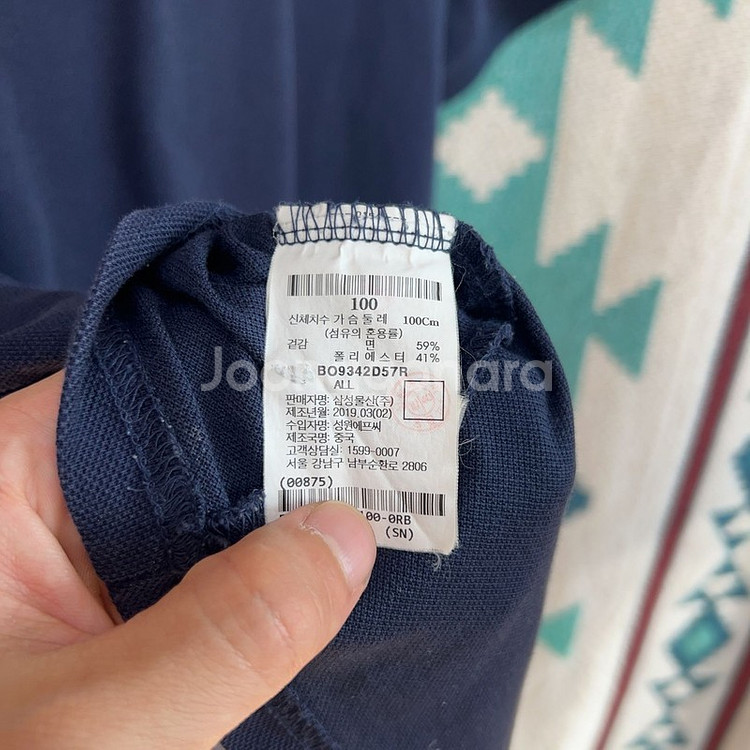 100
신체치수 가슴둘레 100Cm
(섬유의 혼용률)
겉감 면 59%
폴리에스터 41%
BO9342D57R
ALL
판매자명: 삼성물산(주)
제조년월: 2019.03(02)
수입자명: 성원에프씨
제조국명: 중국
고객상담실: 1599-0007
서울 강남구 남부순환로 2806
(00875)
00-0RB
(SN)